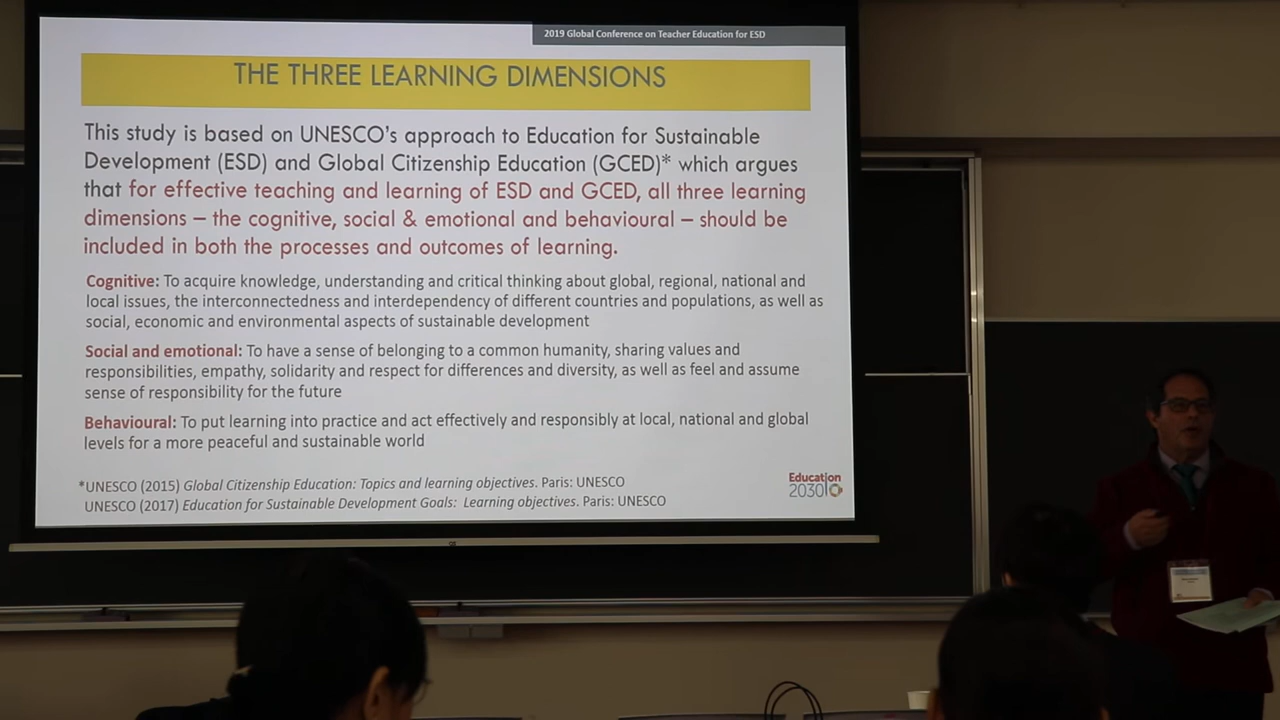 2019 Global Conference on Teacher Education for ESD
THE THREE LEARNING DIMENSIONS
This study is based on UNESCO's approach to Education for Sustainable
Development (ESD) and Global Citizenship Education (GCED)* which argues
that for effective teaching and learning of ESD and GCED, all three learning
dimensions – the cognitive, social & emotional and behavioural – should be
included in both the processes and outcomes of learning.
Cognitive: To acquire knowledge, understanding and critical thinking about global, regional, national and
local issues, the interconnectedness and interdependency of different countries and populations, as well as
social, economic and environmental aspects of sustainable development
Social and emotional: To have a sense of belonging to a common humanity, sharing values and
responsibilities, empathy, solidarity and respect for differences and diversity, as well as feel and assume
sense of responsibility for the future
Behavioural: To put learning into practice and act effectively and responsibly at local, national and global
levels for a more peaceful and sustainable world
*UNESCO (2015) Global Citizenship Education: Topics and learning objectives. Paris: UNESCO
UNESCO (2017) Education for Sustainable Development Goals: Learning objectives. Paris: UNESCO
Education
2030